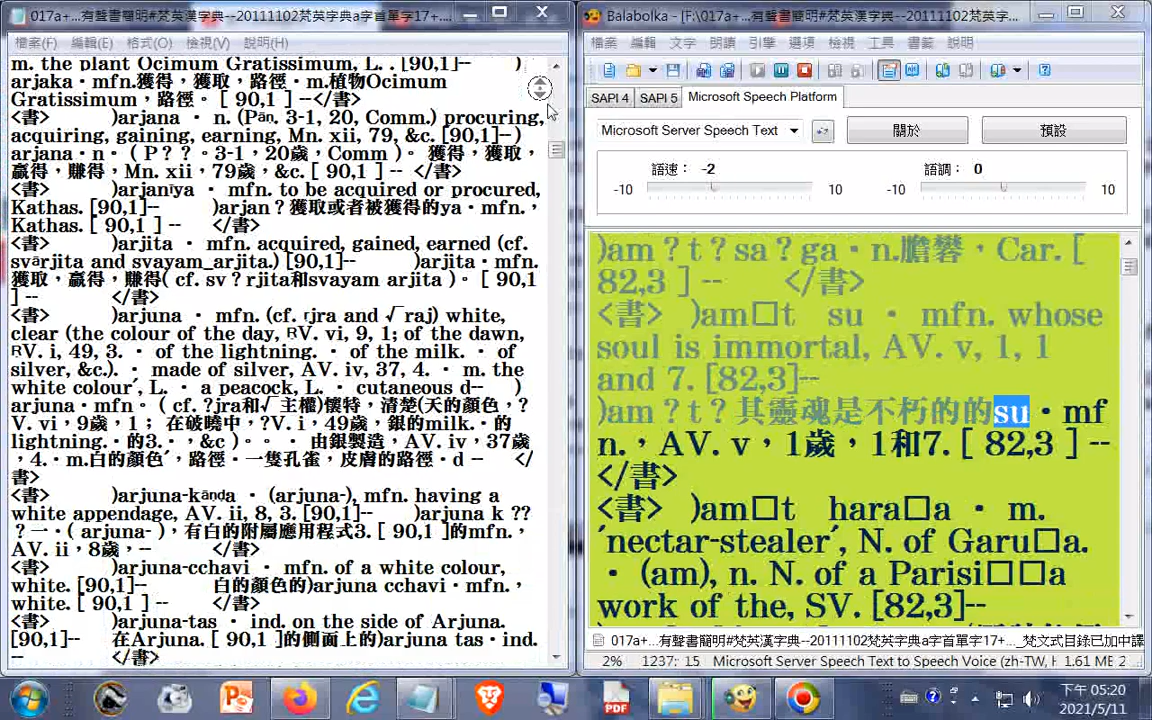 017a+...有聲書簡明#梵英漢字典--20111102梵英字典a字首單字17+...
檔案(F) 編輯(E) 格式(O) 檢視(V) 說明(H)
m. the plant Ocimum Gratissimum, L. . [90,1]-- )
arjaka‧mfn.獲得，獲取，路徑‧m.植物Ocimum
Gratissimum，路徑。[ 90,1 ] --</書>
<書> )arjana ‧ n. (Pāṇ. 3-1, 20, Comm.) procuring,
acquiring, gaining, earning, Mn. xii, 79, &c. [90,1]--)
arjana‧n‧ ( P？？。3-1，20歲，Comm )。 獲得，獲取，
贏得，賺得，Mn. xii，79歲，&c. [ 90,1 ] -- </書>
<書> )arjanīya ‧ mfn. to be acquired or procured,
Kathas. [90,1]-- )arjan？獲取或者被獲得的ya‧mfn.，
Kathas. [ 90,1 ] -- </書>
<書> )arjita ‧ mfn. acquired, gained, earned (cf.
svārjita and svayam_arjita.) [90,1]-- )arjita‧mfn.
獲取，贏得，賺得( cf. sv？rjita和svayam arjita )。[ 90,1
] -- </書>
<書> )arjuna ‧ mfn. (cf. ṛjra and √raj) white,
clear (the colour of the day, ṚV. vi, 9, 1; of the dawn,
ṚV. i, 49, 3. ‧ of the lightning. ‧ of the milk. ‧ of
silver, &c.). ‧ made of silver, AV. iv, 37, 4. ‧ m. the
white colour', L. ‧ a peacock, L. ‧ cutaneous d-- )
arjuna‧mfn。( cf. ?jra和√主權)懷特，清楚(天的顏色，？
V. vi，9歲，1； 在破曉中，?V. i，49歲，銀的milk.‧的
lightning.‧的3.‧，&c )。。‧由銀製造，AV. iv，37歲
，4.‧m.白的顏色'，路徑‧一隻孔雀，皮膚的路徑‧d -- </
書>
<書> )arjuna-kāṇḍa ‧ (arjuna-), mfn. having a
white appendage, AV. ii, 8, 3. [90,1]-- )arjuna k ??
？一‧( arjuna- )，有白的附屬應用程式3. [ 90,1 ]的mfn.，
AV. ii，8歲，-- </書>
<書> )arjuna-cchavi ‧ mfn. of a white colour,
white. [90,1]-- 白的顏色的)arjuna cchavi‧mfn.，
white. [ 90,1 ] -- </書>
<書> )arjuna-tas ‧ ind. on the side of Arjuna.
[90,1]-- 在Arjuna. [ 90,1 ]的側面上的)arjuna tas‧ind.
-- </書>
Balabolka - [F:\017a+...有聲書簡明#梵英漢字典--20111102梵英字...
檔案 編輯 文字 朗讀 引擎 選項 檢視 工具 書籤 說明
SAPI 4 SAPI 5 Microsoft Speech Platform
Microsoft Server Speech Text 關於 預設
語速： -2 語調： 0
-10 10 -10 10
)am？t？sa？ga‧n.膽礬，Car. [
82,3 ] -- </書>
<書> )am□t su ‧ mfn. whose
soul is immortal, AV. v, 1, 1
and 7. [82,3]--
)am？t？其靈魂是不朽的的su‧mf
n.，AV. v，1歲，1和7. [ 82,3 ] --
</書>
<書> )am□t hara□a ‧ m.
'nectar-stealer', N. of Garu□a.
‧ (am), n. N. of a Parisi□□a
work of the, SV. [82,3]--
017a+...有聲書簡明#梵英漢字典--20111102梵英字典a字首單字17+..._梵文式目錄已加中譯
2% 1237: 15 Microsoft Server Speech Text to Speech Voice (zh-TW, H 1.61 MB 2
下午 05:20
2021/5/11